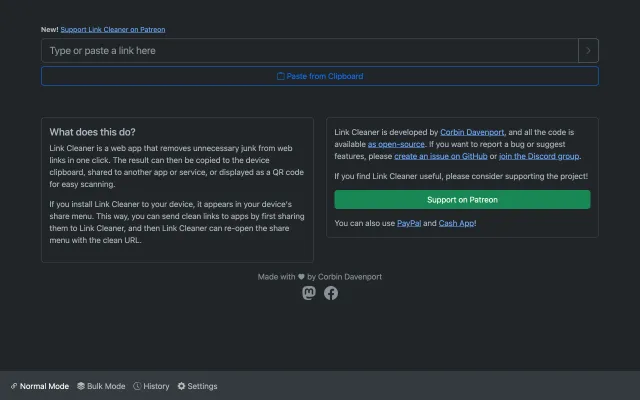 New! Support Link Cleaner on Patreon
Type or paste a link here
Paste from Clipboard
What does this do?
Link Cleaner is a web app that removes unnecessary junk from web
links in one click. The result can then be copied to the device
clipboard, shared to another app or service, or displayed as a QR code
for easy scanning.
If you install Link Cleaner to your device, it appears in your device's
share menu. This way, you can send clean links to apps by first sharing
them to Link Cleaner, and then Link Cleaner can re-open the share
menu with the clean URL.
Link Cleaner is developed by Corbin Davenport, and all the code is
available as open-source. If you want to report a bug or suggest
features, please create an issue on GitHub or join the Discord group.
If you find Link Cleaner useful, please consider supporting the project!
Support on Patreon
You can also use PayPal and Cash App!
Made with ♥ by Corbin Davenport
Normal Mode Bulk Mode History Settings